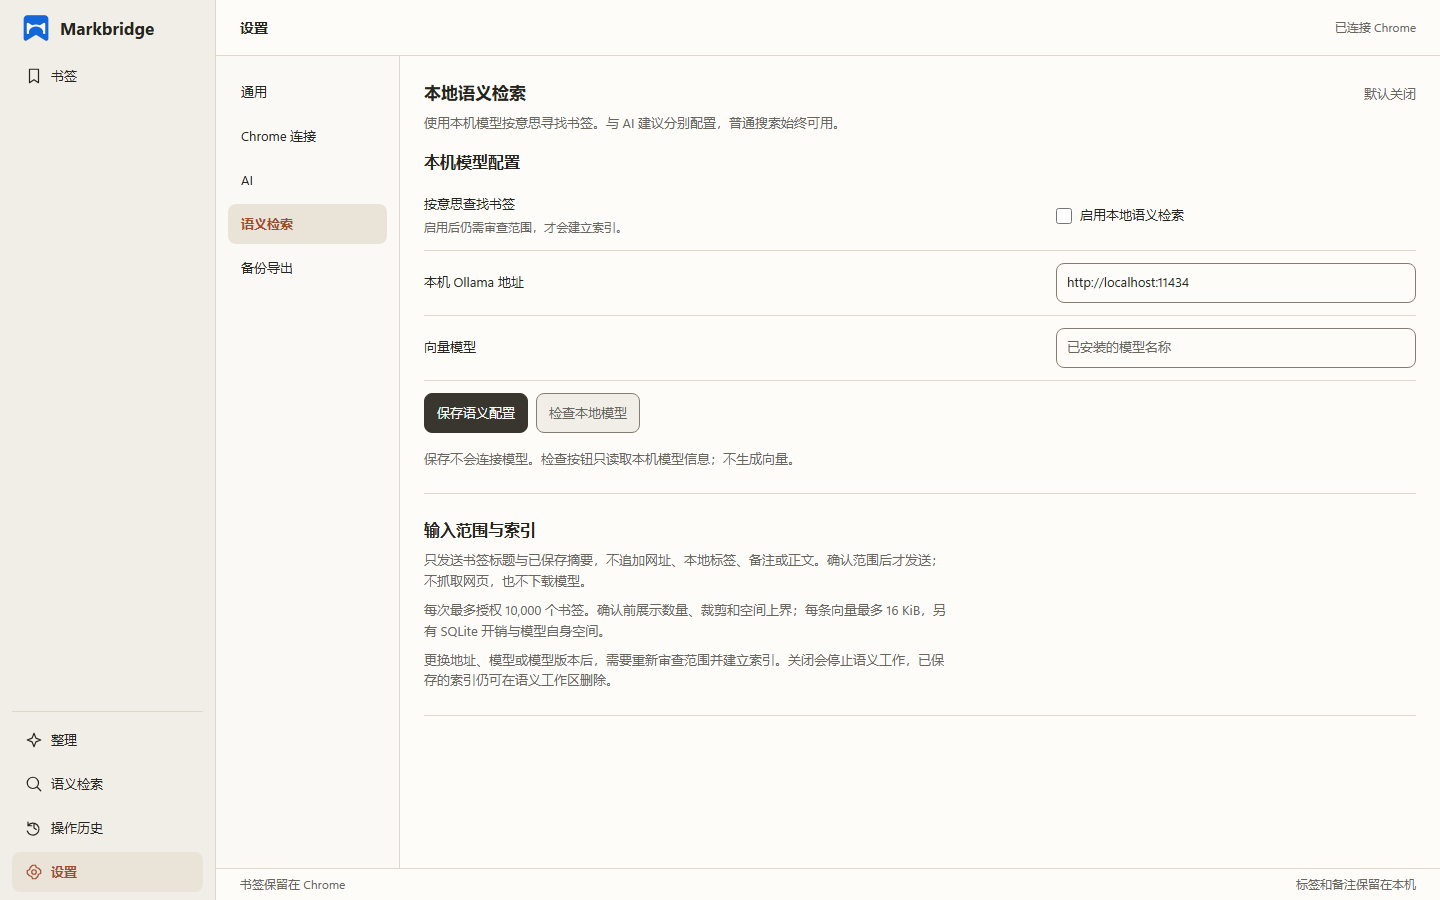 Markbridge
书签
整理
语义检索
操作历史
设置
设置
已连接 Chrome
通用
Chrome 连接
AI
语义检索
备份导出
本地语义检索
默认关闭
使用本机模型按意思寻找书签。与 AI 建议分别配置，普通搜索始终可用。
本机模型配置
按意思查找书签
启用后仍需审查范围，才会建立索引。
启用本地语义检索
本机 Ollama 地址
http://localhost:11434
向量模型
已安装的模型名称
保存语义配置
检查本地模型
保存不会连接模型。检查按钮只读取本机模型信息；不生成向量。
输入范围与索引
只发送书签标题与已保存摘要，不追加网址、本地标签、备注或正文。确认范围后才发送；
不抓取网页，也不下载模型。
每次最多授权 10,000 个书签。确认前展示数量、裁剪和空间上界；每条向量最多 16 KiB，另
有 SQLite 开销与模型自身空间。
更换地址、模型或模型版本后，需要重新审查范围并建立索引。关闭会停止语义工作，已保
存的索引仍可在语义工作区删除。
书签保留在 Chrome
标签和备注保留在本机